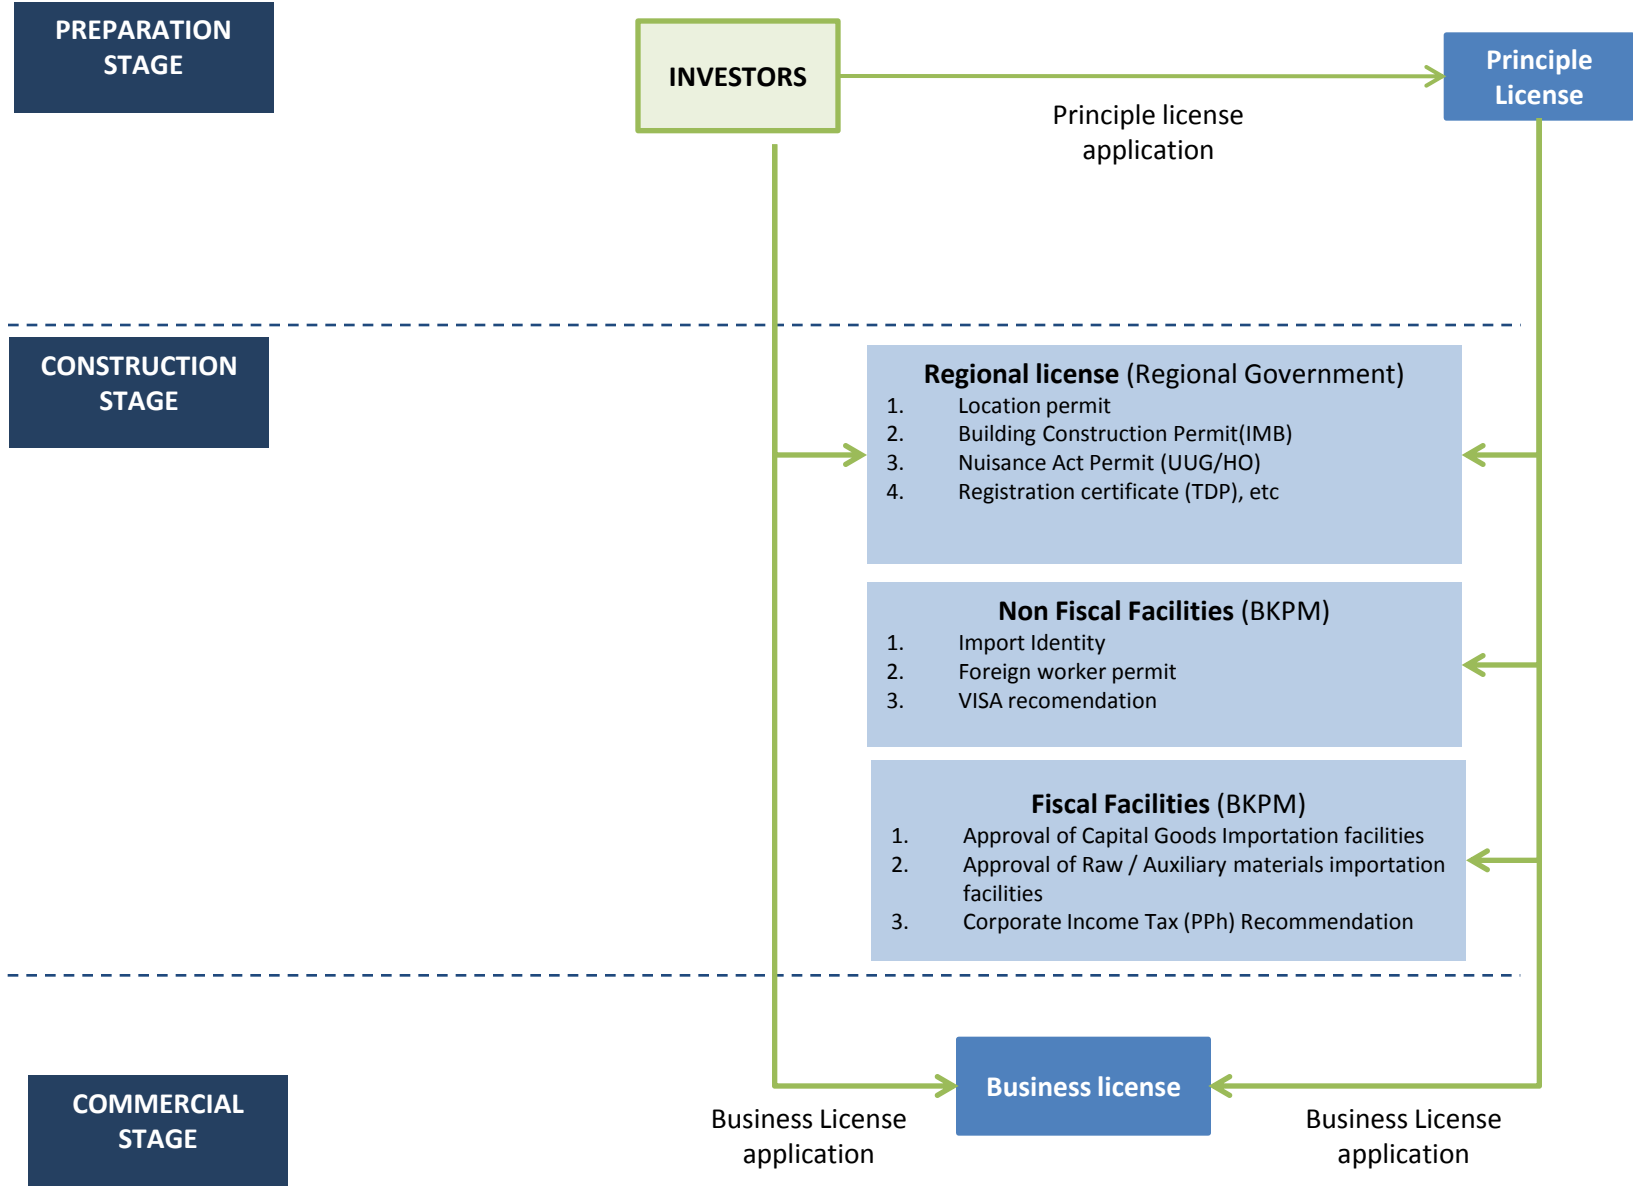 PREPARATION
STAGE
INVESTORS
Principle
License
Principle license
application
CONSTRUCTION
STAGE
Regional license (Regional Government)
1. Location permit
2. Building Construction Permit(IMB)
3. Nuisance Act Permit (UUG/HO)
4. Registration certificate (TDP), etc
Non Fiscal Facilities (BKPM)
1. Import Identity
2. Foreign worker permit
3. VISA recomendation
Fiscal Facilities (BKPM)
1. Approval of Capital Goods Importation facilities
2. Approval of Raw / Auxiliary materials importation
facilities
3. Corporate Income Tax (PPh) Recommendation
COMMERCIAL
STAGE
Business license
Business License
application
Business License
application